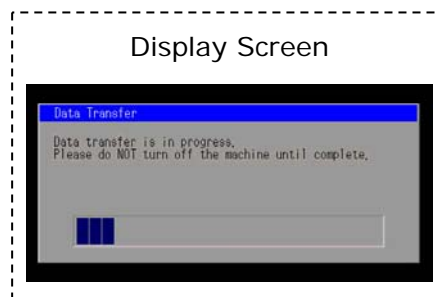 Display Screen
Data Transfer
Data transfer is in progress,
Please do NOT turn off the machine until complete,